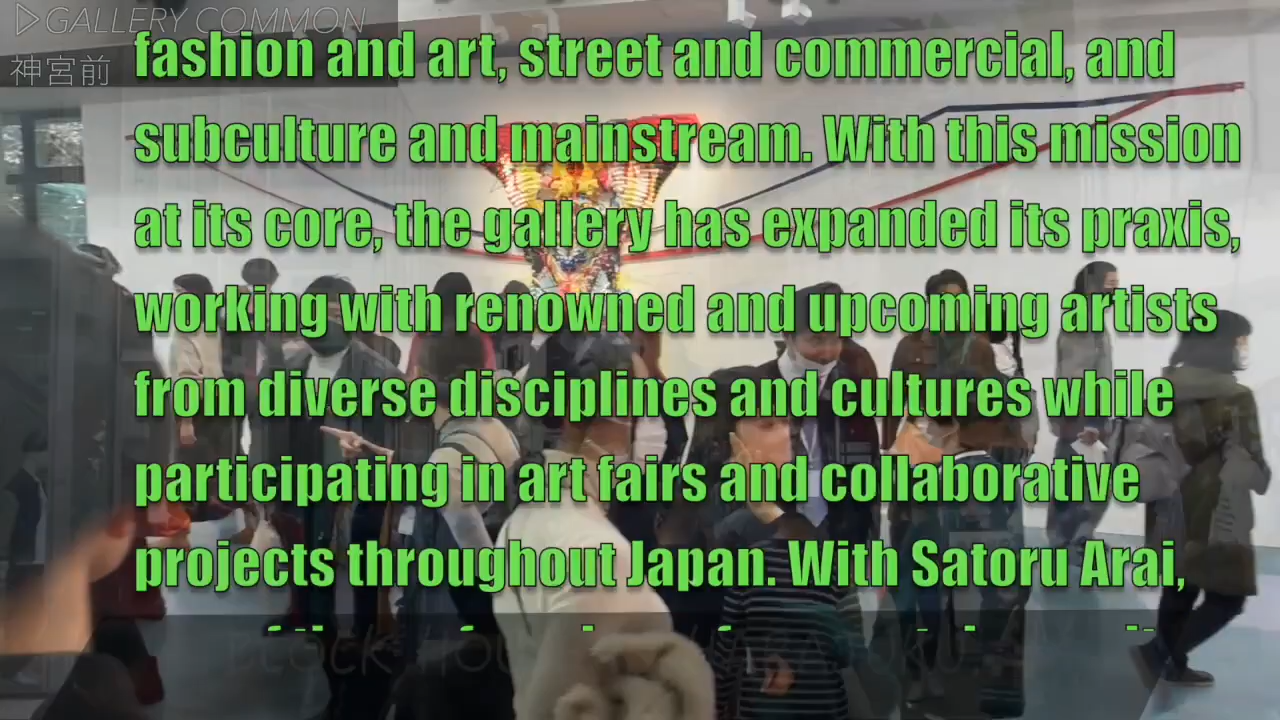 ▷GALLERY COMMON
神宮前
fashion and art, street and commercial, and
subculture and mainstream. With this mission
at its core, the gallery has expanded its praxis,
working with renowned and upcoming artists
from diverse disciplines and cultures while
participating in art fairs and collaborative
projects throughout Japan. With Satoru Arai,